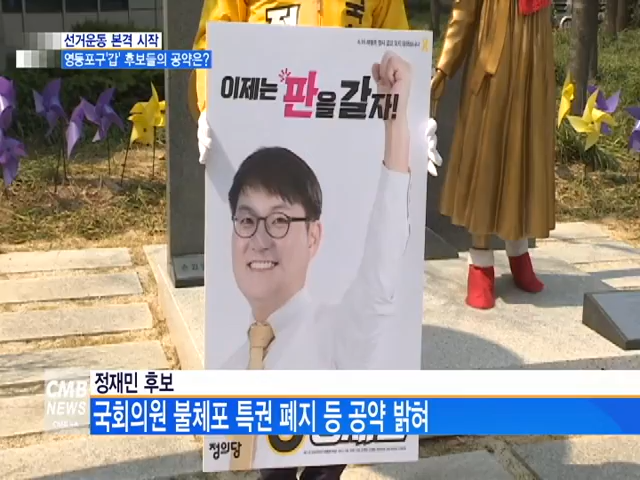 선거운동 본격 시작
영등포구'갑' 후보들의 공약은?
이제는 판을 갈자!
정재민 후보
국회의원 불체포 특권 폐지 등 공약 밝혀
CMB
NEWS
정의당